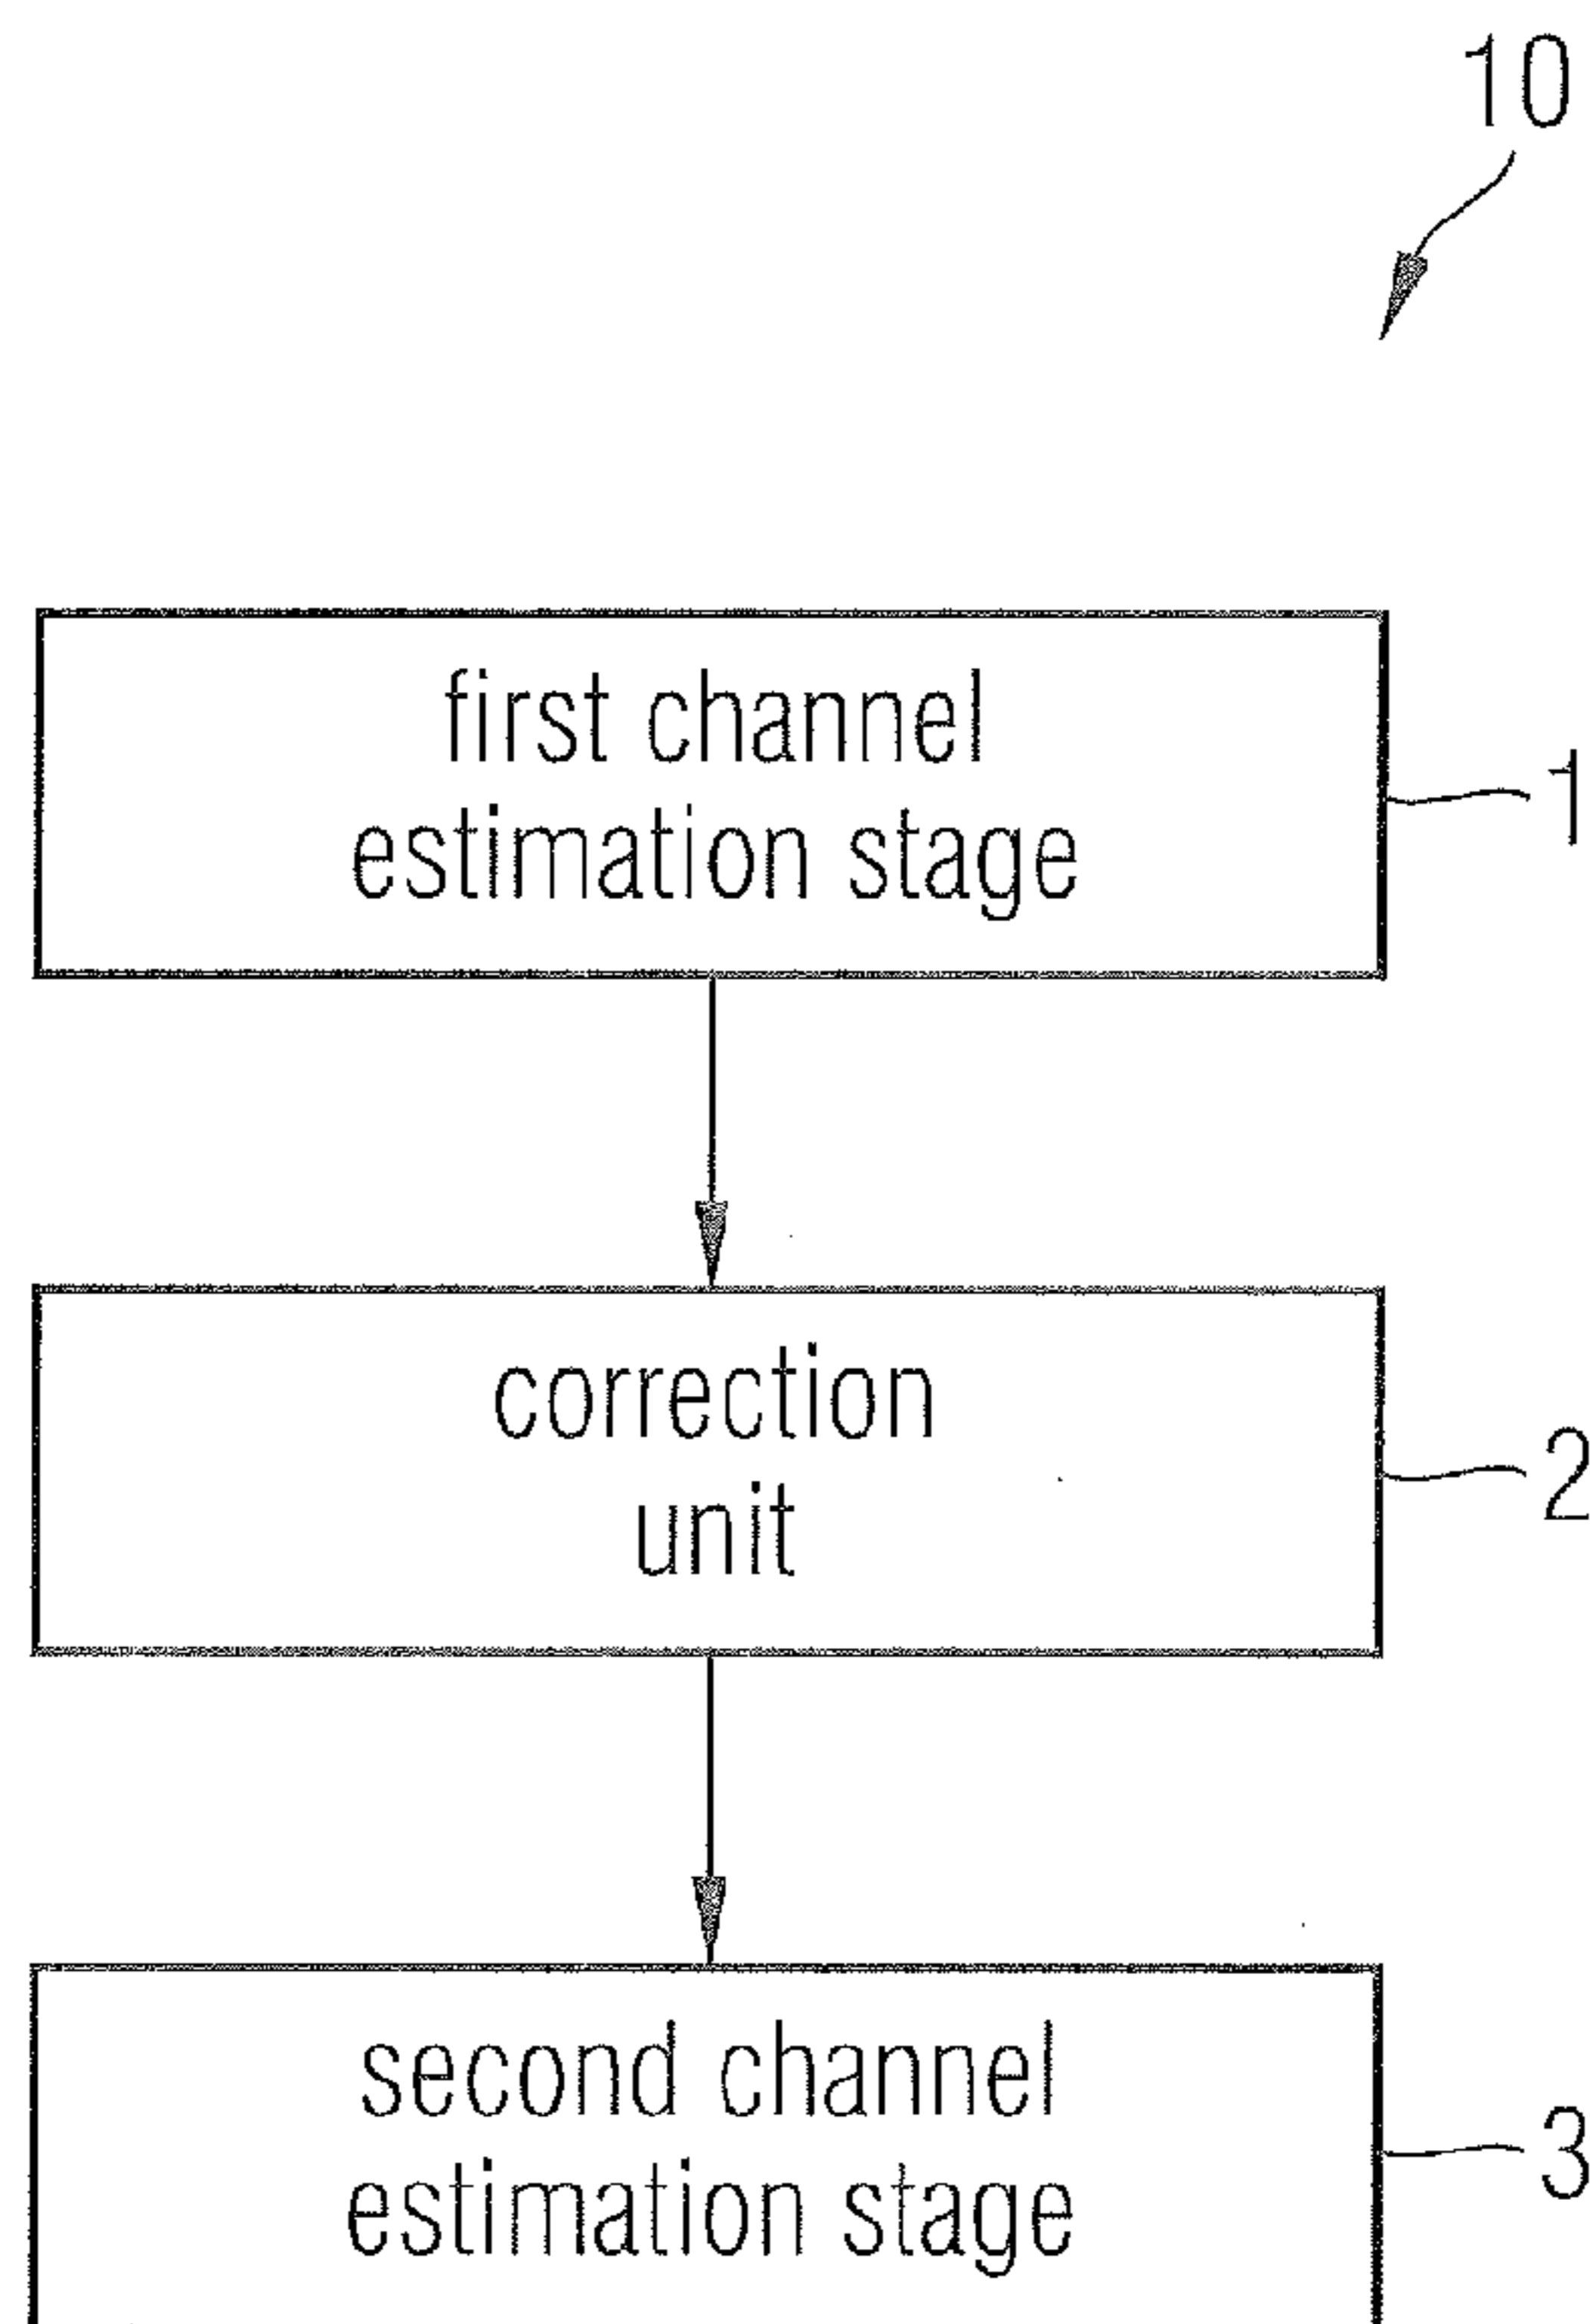 10
first channel
estimation stage
1
correction
unit
2
second channel
estimation stage
3